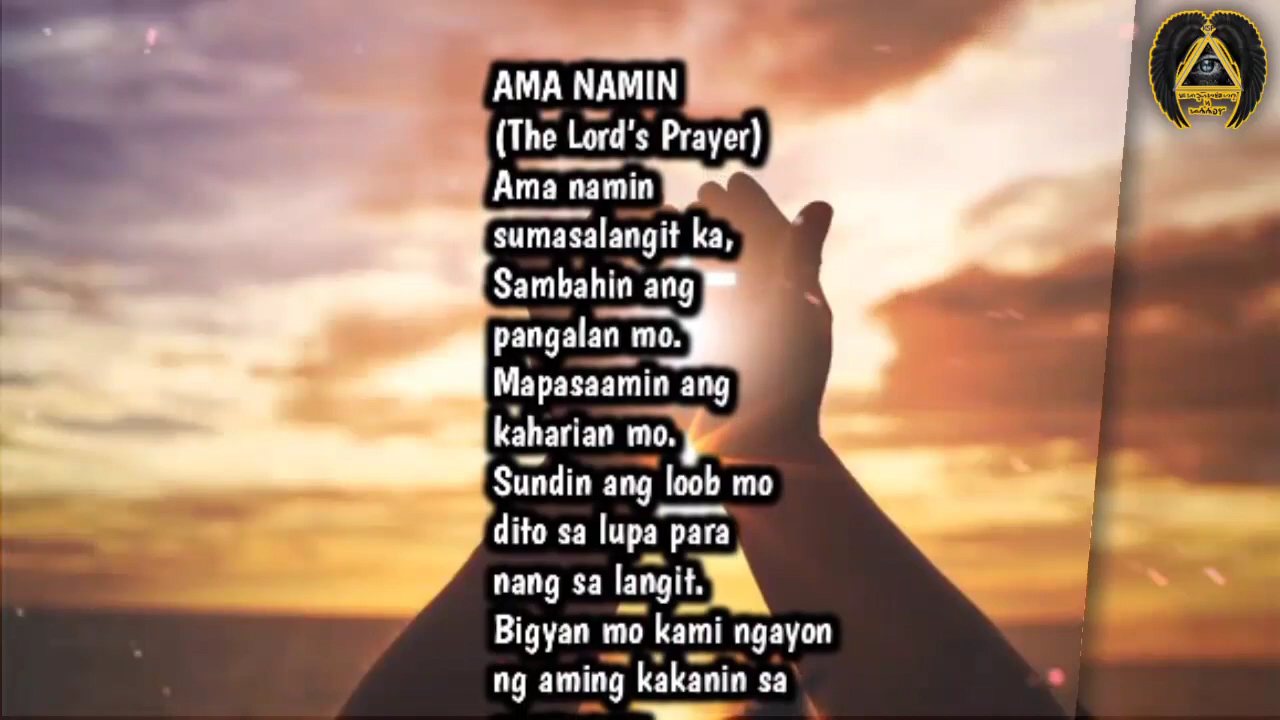 AMA NAMIN
(The Lord's Prayer)
Ama namin
sumasalangit ka,
Sambahin ang
pangalan mo.
Mapasaamin ang
kaharian mo.
Sundin ang loob mo
dito sa lupa para
nang sa langit.
Bigyan mo kami ngayon
ng aming kakanin sa